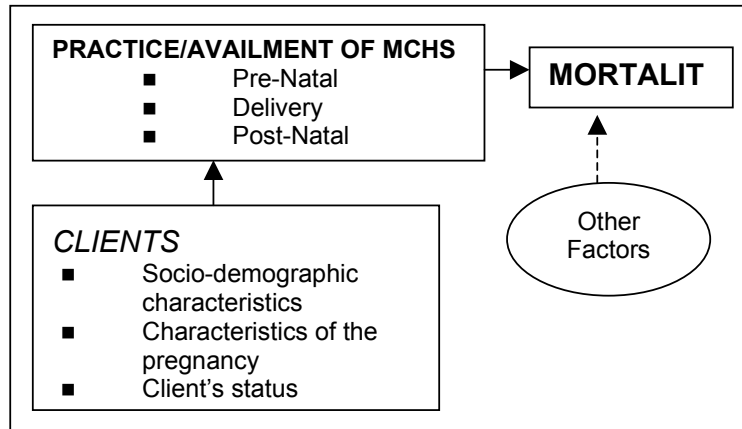 PRACTICE/AVAILMENT OF MCHS
■ Pre-Natal
■ Delivery
■ Post-Natal
MORTALIT
CLIENTS
■ Socio-demographic
characteristics
■ Characteristics of the
pregnancy
■ Client’s status
Other
Factors